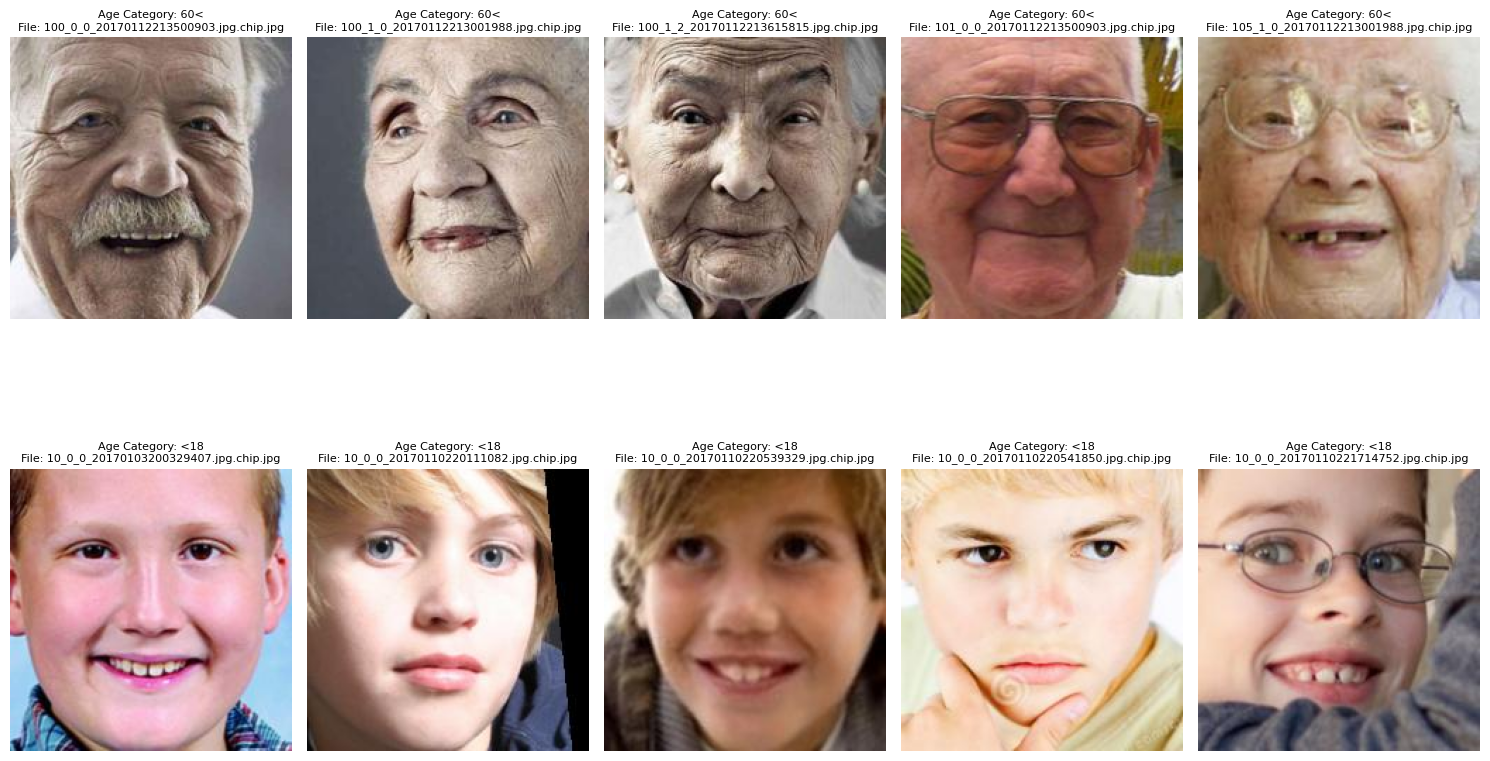 Age Category: 60<
File: 100_0_0_20170112213500903.jpg.chip.jpg
Age Category: 60<
File: 100_1_0_20170112213001988.jpg.chip.jpg
Age Category: 60<
File: 100_1_2_20170112213615815.jpg.chip.jpg
Age Category: 60<
File: 101_0_0_20170112213500903.jpg.chip.jpg
Age Category: 60<
File: 105_1_0_20170112213001988.jpg.chip.jpg
Age Category: <18
File: 10_0_0_20170103200329407.jpg.chip.jpg
Age Category: <18
File: 10_0_0_20170110220111082.jpg.chip.jpg
Age Category: <18
File: 10_0_0_20170110220539329.jpg.chip.jpg
Age Category: <18
File: 10_0_0_20170110220541850.jpg.chip.jpg
Age Category: <18
File: 10_0_0_20170110221714752.jpg.chip.jpg